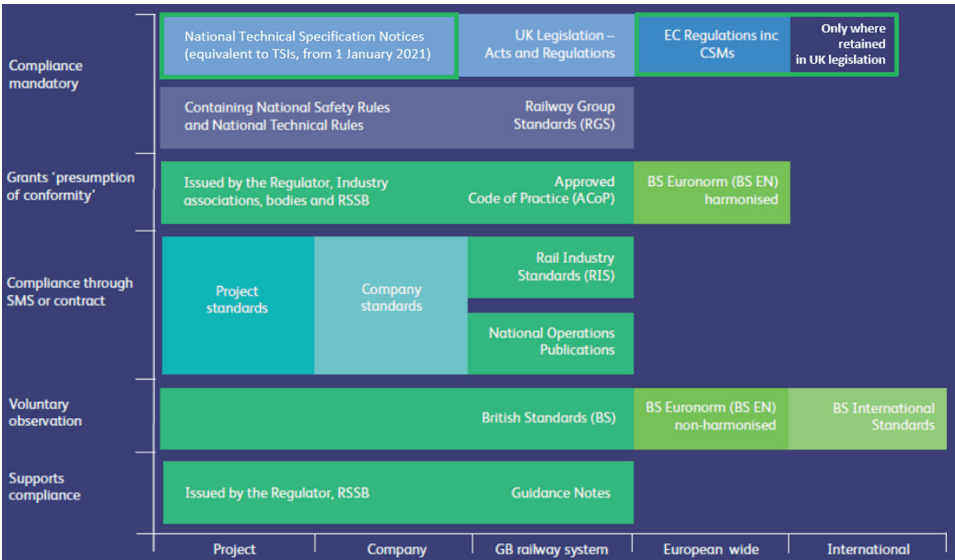 Compliance
mandatory
National Technical Specification Notices
(equivalent to TSIs, from 1 January 2021)
UK Legislation –
Acts and Regulations
EC Regulations inc
CSMs
Only where
retained
in UK legislation
Containing National Safety Rules
and National Technical Rules
Railway Group
Standards (RGS)
Grants ‘presumption
of conformity’
Issued by the Regulator, Industry
associations, bodies and RSSB
Approved
Code of Practice (ACoP)
BS Euronorm (BS EN)
harmonised
Compliance through
SMS or contract
Project
standards
Company
standards
Rail Industry
Standards (RIS)
National Operations
Publications
Voluntary
observation
British Standards (BS)
BS Euronorm (BS EN)
non-harmonised
BS International
Standards
Supports
compliance
Issued by the Regulator, RSSB
Guidance Notes
Project
Company
GB railway system
European wide
International